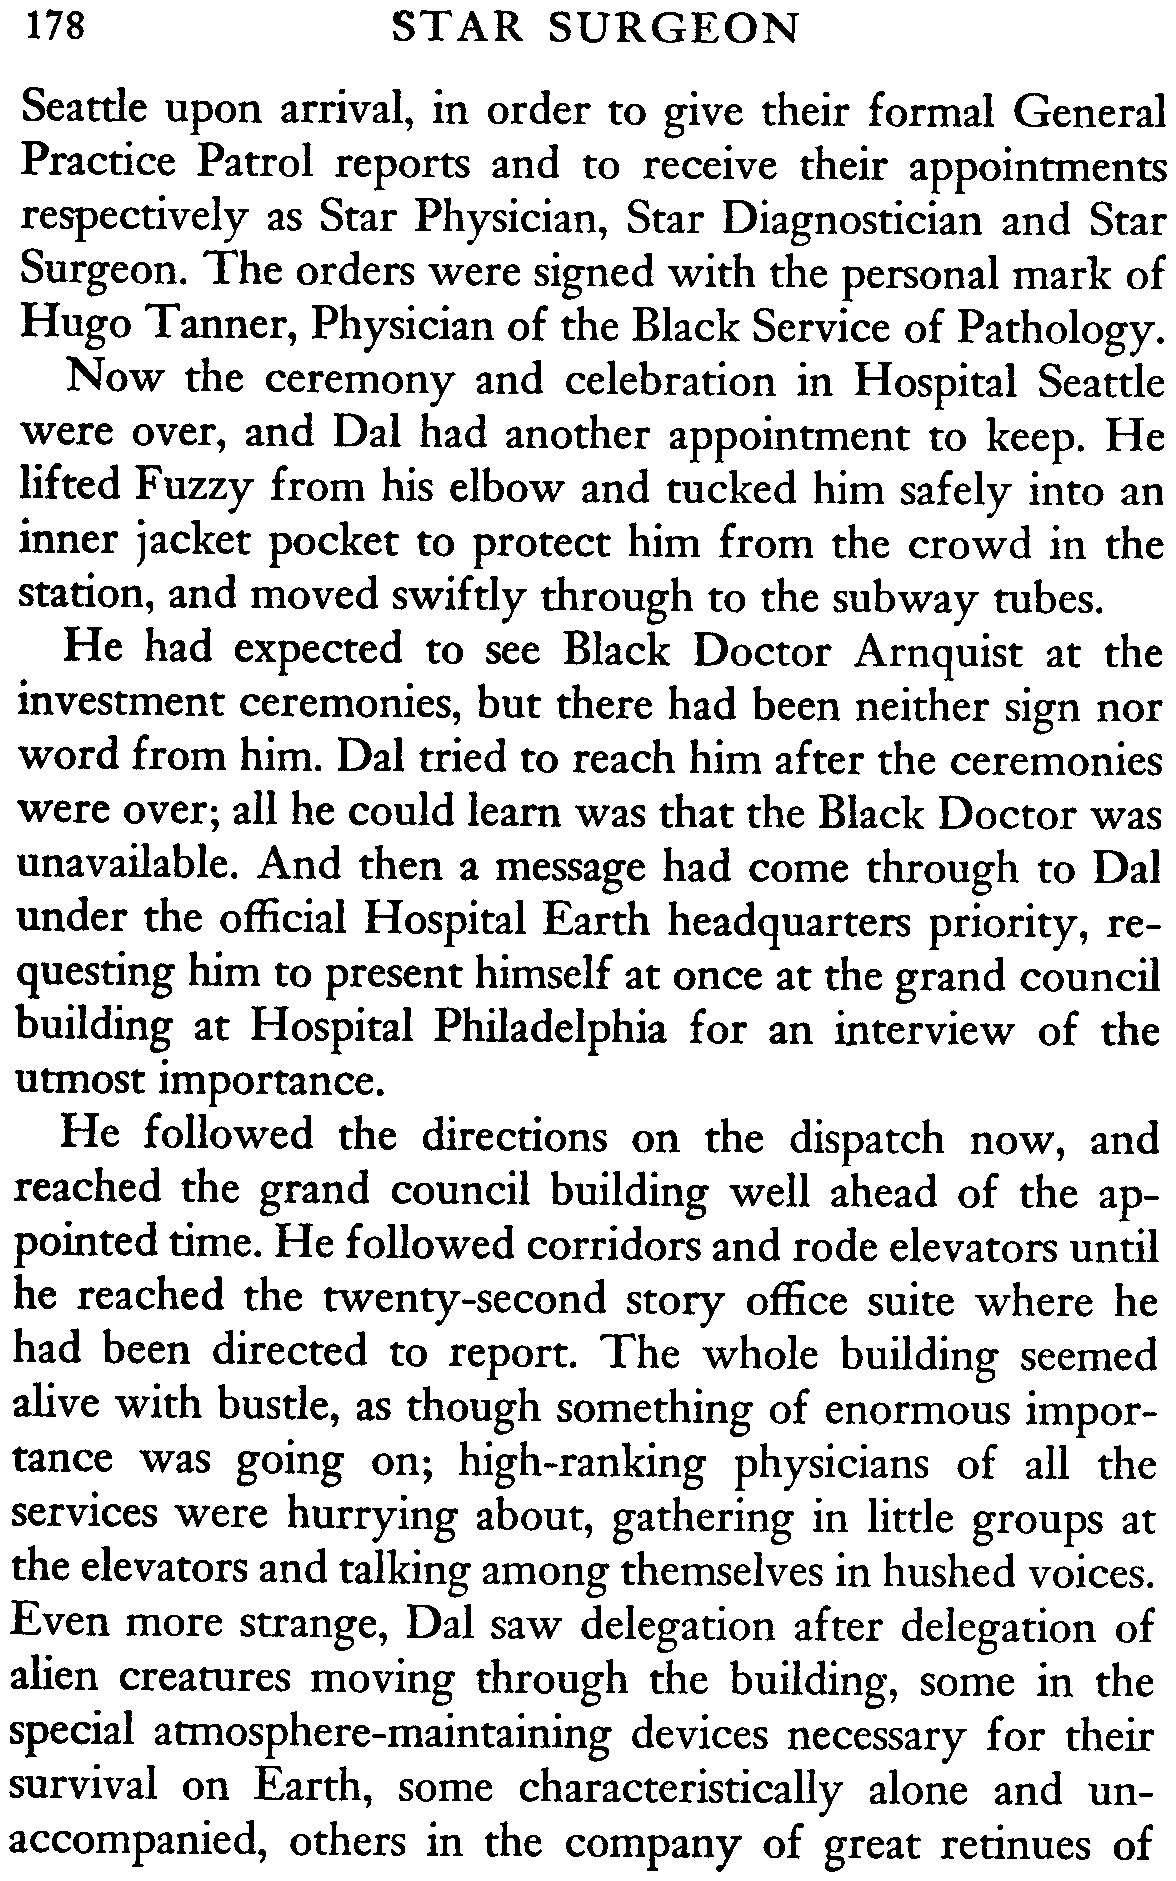 178 STAR SURGEON
Seattle upon arrival, in order to give their formal General
Practice Patrol reports and to receive their appointments
respectively as Star Physician, Star Diagnostician and Star
Surgeon. The orders were signed with the personal mark of
Hugo Tanner, Physician of the Black Service of Pathology.
Now the ceremony and celebration in Hospital Seattle
were over, and Dal had another appointment to keep. He
lifted Fuzzy from his elbow and tucked him safely into an
inner jacket pocket to protect him from the crowd in the
station, and moved swiftly through to the subway tubes.
He had expected to see Black Doctor Arnquist at the
investment ceremonies, but there had been neither sign nor
word from him. Dal tried to reach him after the ceremonies
were over; all he could learn was that the Black Doctor was
unavailable. And then a message had come through to Dal
under the official Hospital Earth headquarters priority, re-
questing him to present himself at once at the grand council
building at Hospital Philadelphia for an interview of the
utmost importance.
He followed the directions on the dispatch now, and
reached the grand council building well ahead of the ap-
pointed time. He followed corridors and rode elevators until
he reached the twenty-second story office suite where he
had been directed to report. The whole building seemed
alive with bustle, as though something of enormous impor-
tance was going on; high-ranking physicians of all the
services were hurrying about, gathering in little groups at
the elevators and talking among themselves in hushed voices.
Even more strange, Dal saw delegation after delegation of
alien creatures moving through the building, some in the
special atmosphere-maintaining devices necessary for their
survival on Earth, some characteristically alone and un-
accompanied, others in the company of great retinues of